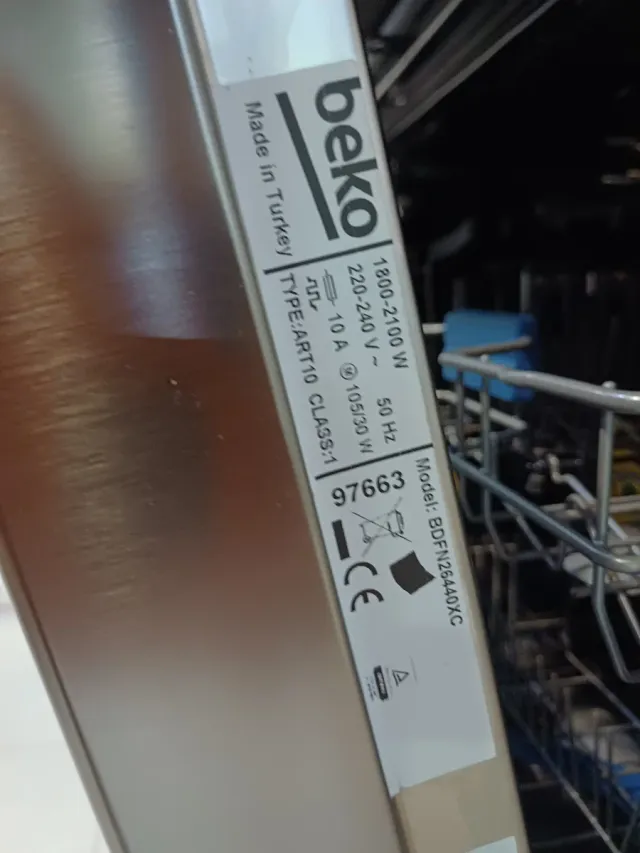 beko
Made in Turkey
1800-2100 W
220-240 V ~ 50 Hz
10 A M 105/30 W
TYPE:ART10 CLASS:1
Model: BDFN26440XC
97663
CE